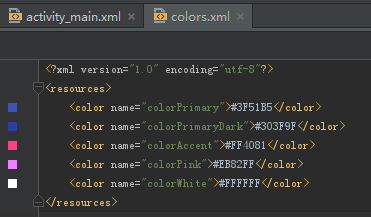 activity_main.xml × colors.xml ×
<?xml version="1.0" encoding="utf-8"?>
<resources>
<color name="colorPrimary">#3F51B5</color>
<color name="colorPrimaryDark">#303F9F</color>
<color name="colorAccent">#FF4081</color>
<color name="colorPink">#EB82FF</color>
<color name="colorWhite">#FFFFFF</color>
</resources>